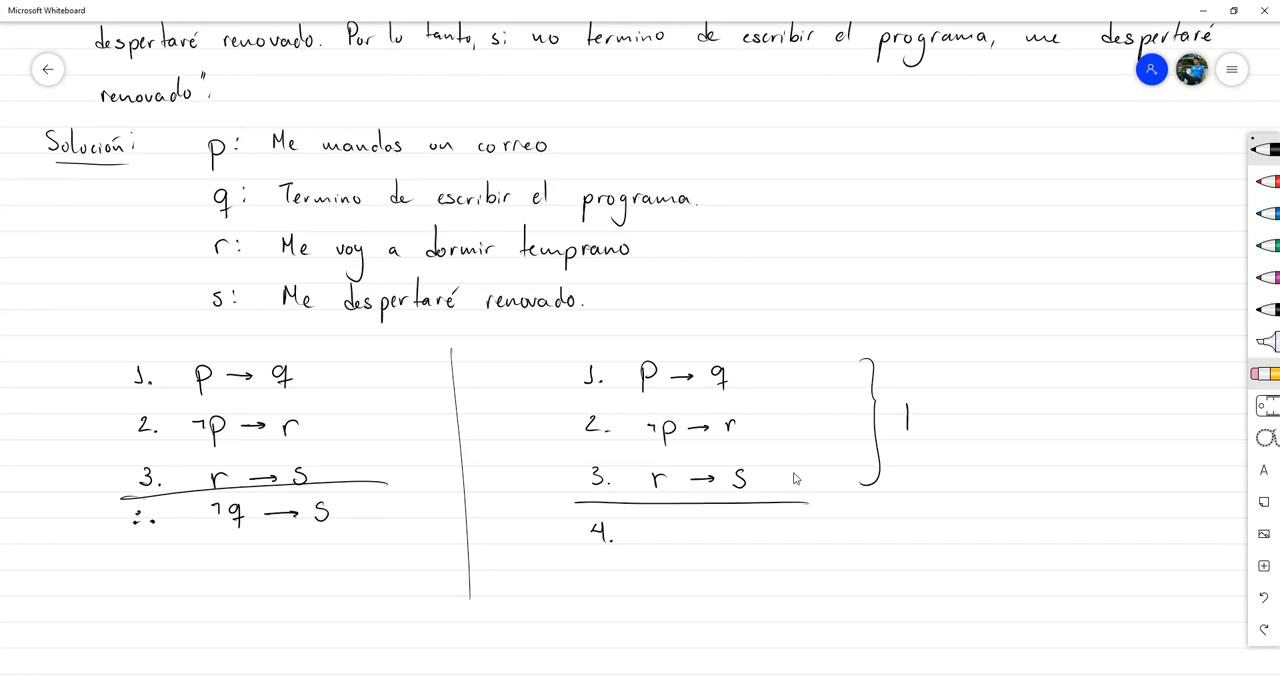 Microsoft Whiteboard
despertaré renovado. Por lo tanto, si no termino de escribir el programa, me despertaré
renovado".
Solución:
p: Me mandas un correo
q: Termino de escribir el programa.
r: Me voy a dormir temprano
s: Me despertaré renovado.
1. p → q
2. ¬p → r
3. r → s
∴ ¬q → s
1. p → q
2. ¬p → r
3. r → s
4.
A